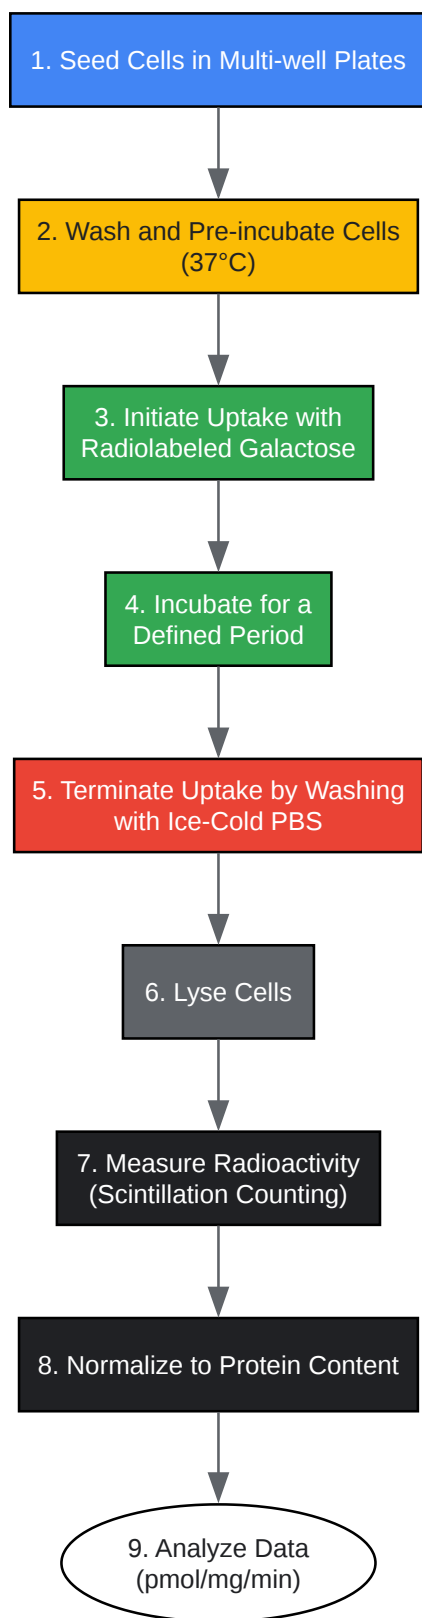 1. Seed Cells in Multi-well Plates
2. Wash and Pre-incubate Cells
(37°C)
3. Initiate Uptake with
Radiolabeled Galactose
4. Incubate for a
Defined Period
5. Terminate Uptake by Washing
with Ice-Cold PBS
6. Lyse Cells
7. Measure Radioactivity
(Scintillation Counting)
8. Normalize to Protein Content
9. Analyze Data
(pmol/mg/min)